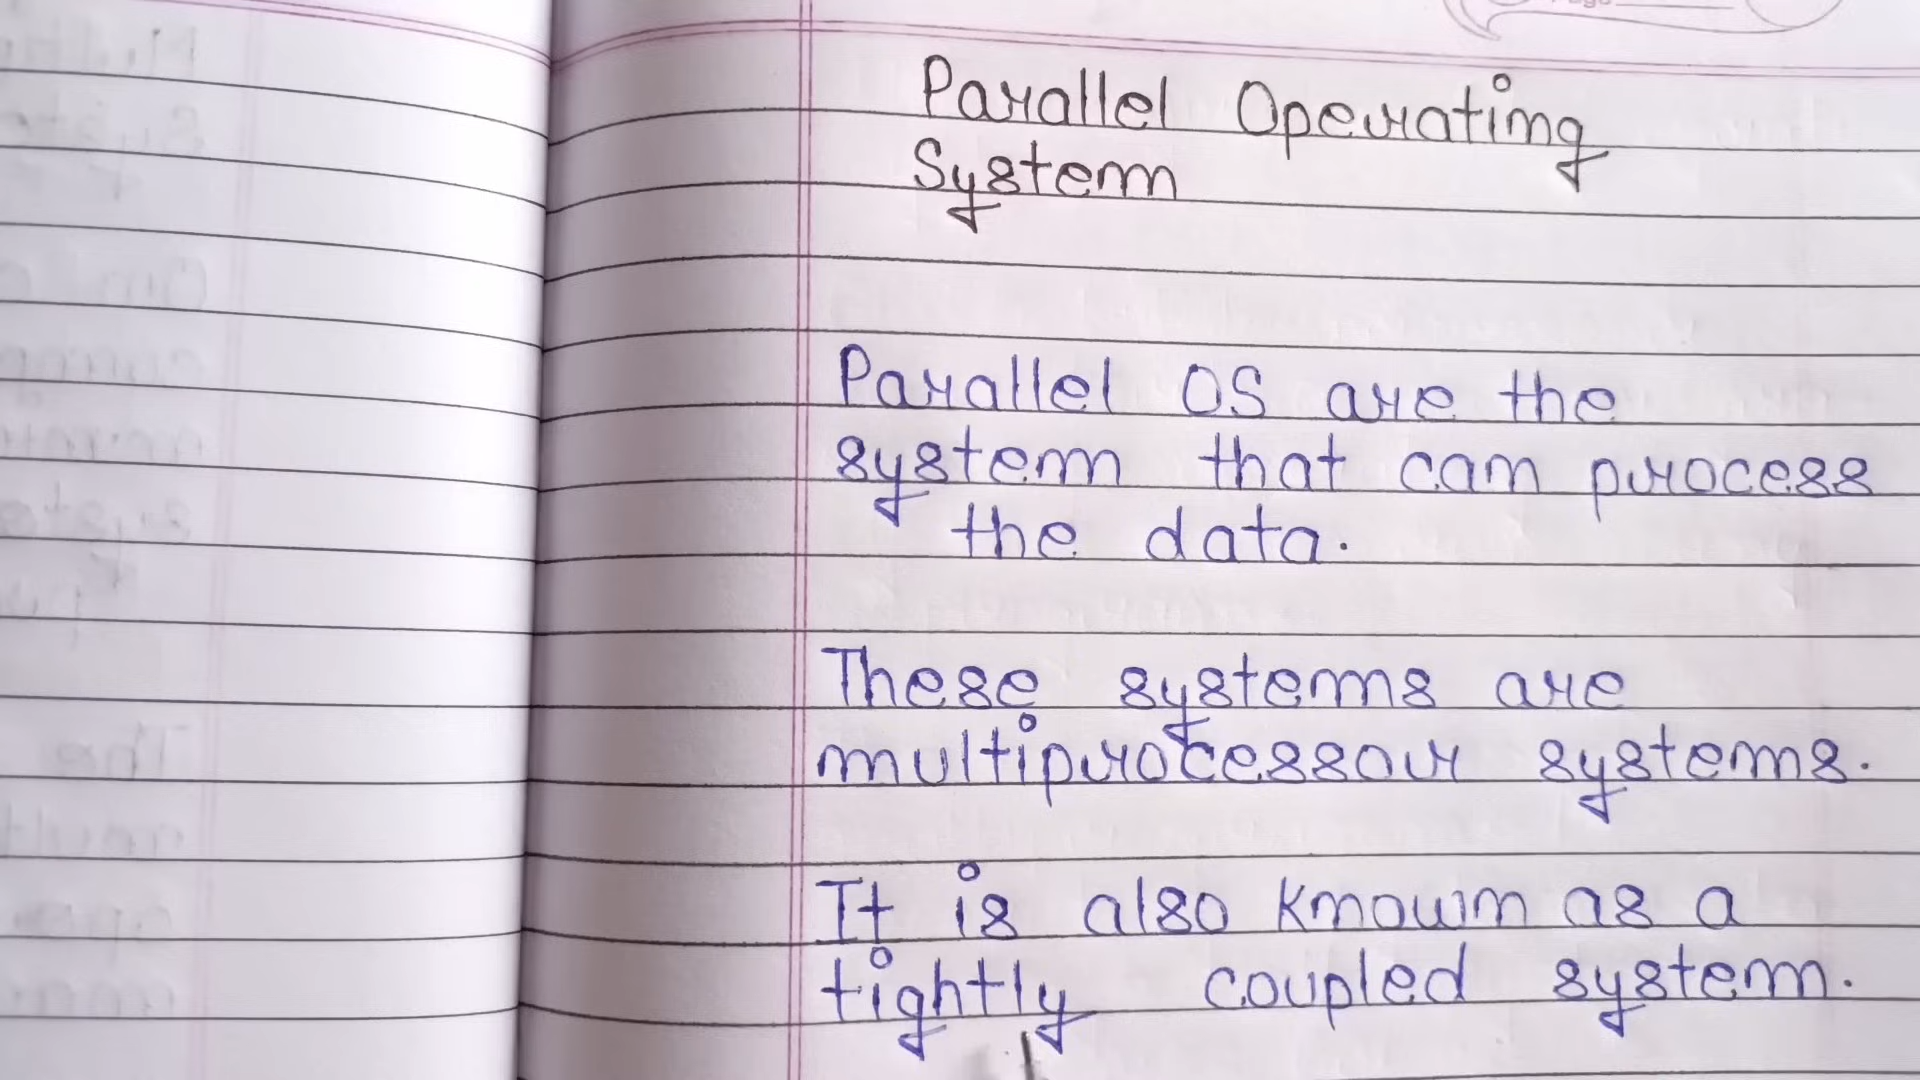 Parallel Operating
System
Parallel OS are the
system that can process
the data.
These systems are
multiprocessor systems.
It is also known as a
tightly coupled system.